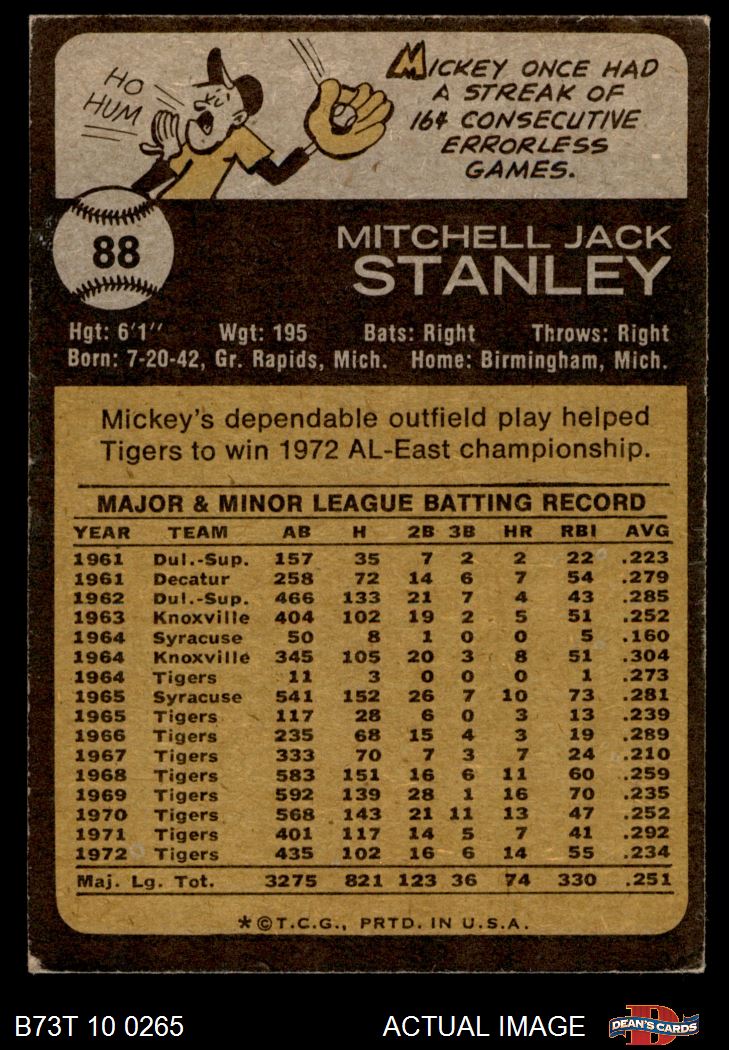 HO
HUM
MICKEY ONCE HAD
A STREAK OF
164 CONSECUTIVE
ERRORLESS
GAMES.
88
MITCHELL JACK
STANLEY
Hgt: 6'1" Wgt: 195 Bats: Right Throws: Right
Born: 7-20-42, Gr. Rapids, Mich. Home: Birmingham, Mich.
Mickey's dependable outfield play helped
Tigers to win 1972 AL-East championship.
MAJOR & MINOR LEAGUE BATTING RECORD
YEAR TEAM AB H 2B 3B HR RBI AVG
1961 Dul.-Sup. 157 35 7 2 2 22 .223
1961 Decatur 258 72 14 6 7 54 .279
1962 Dul.-Sup. 466 133 21 7 4 43 .285
1963 Knoxville 404 102 19 2 5 51 .252
1964 Syracuse 50 8 1 0 0 5 .160
1964 Knoxville 345 105 20 3 8 51 .304
1964 Tigers 11 3 0 0 0 1 .273
1965 Syracuse 541 152 26 7 10 73 .281
1965 Tigers 117 28 6 0 3 13 .239
1966 Tigers 235 68 15 4 3 19 .289
1967 Tigers 333 70 7 3 7 24 .210
1968 Tigers 583 151 16 6 11 60 .259
1969 Tigers 592 139 28 1 16 70 .235
1970 Tigers 568 143 21 11 13 47 .252
1971 Tigers 401 117 14 5 7 41 .292
1972 Tigers 435 102 16 6 14 55 .234
Maj. Lg. Tot. 3275 821 123 36 74 330 .251
*©T.C.G., PRTD. IN U.S.A.
B73T 10 0265 ACTUAL IMAGE DEAN'S CARDS